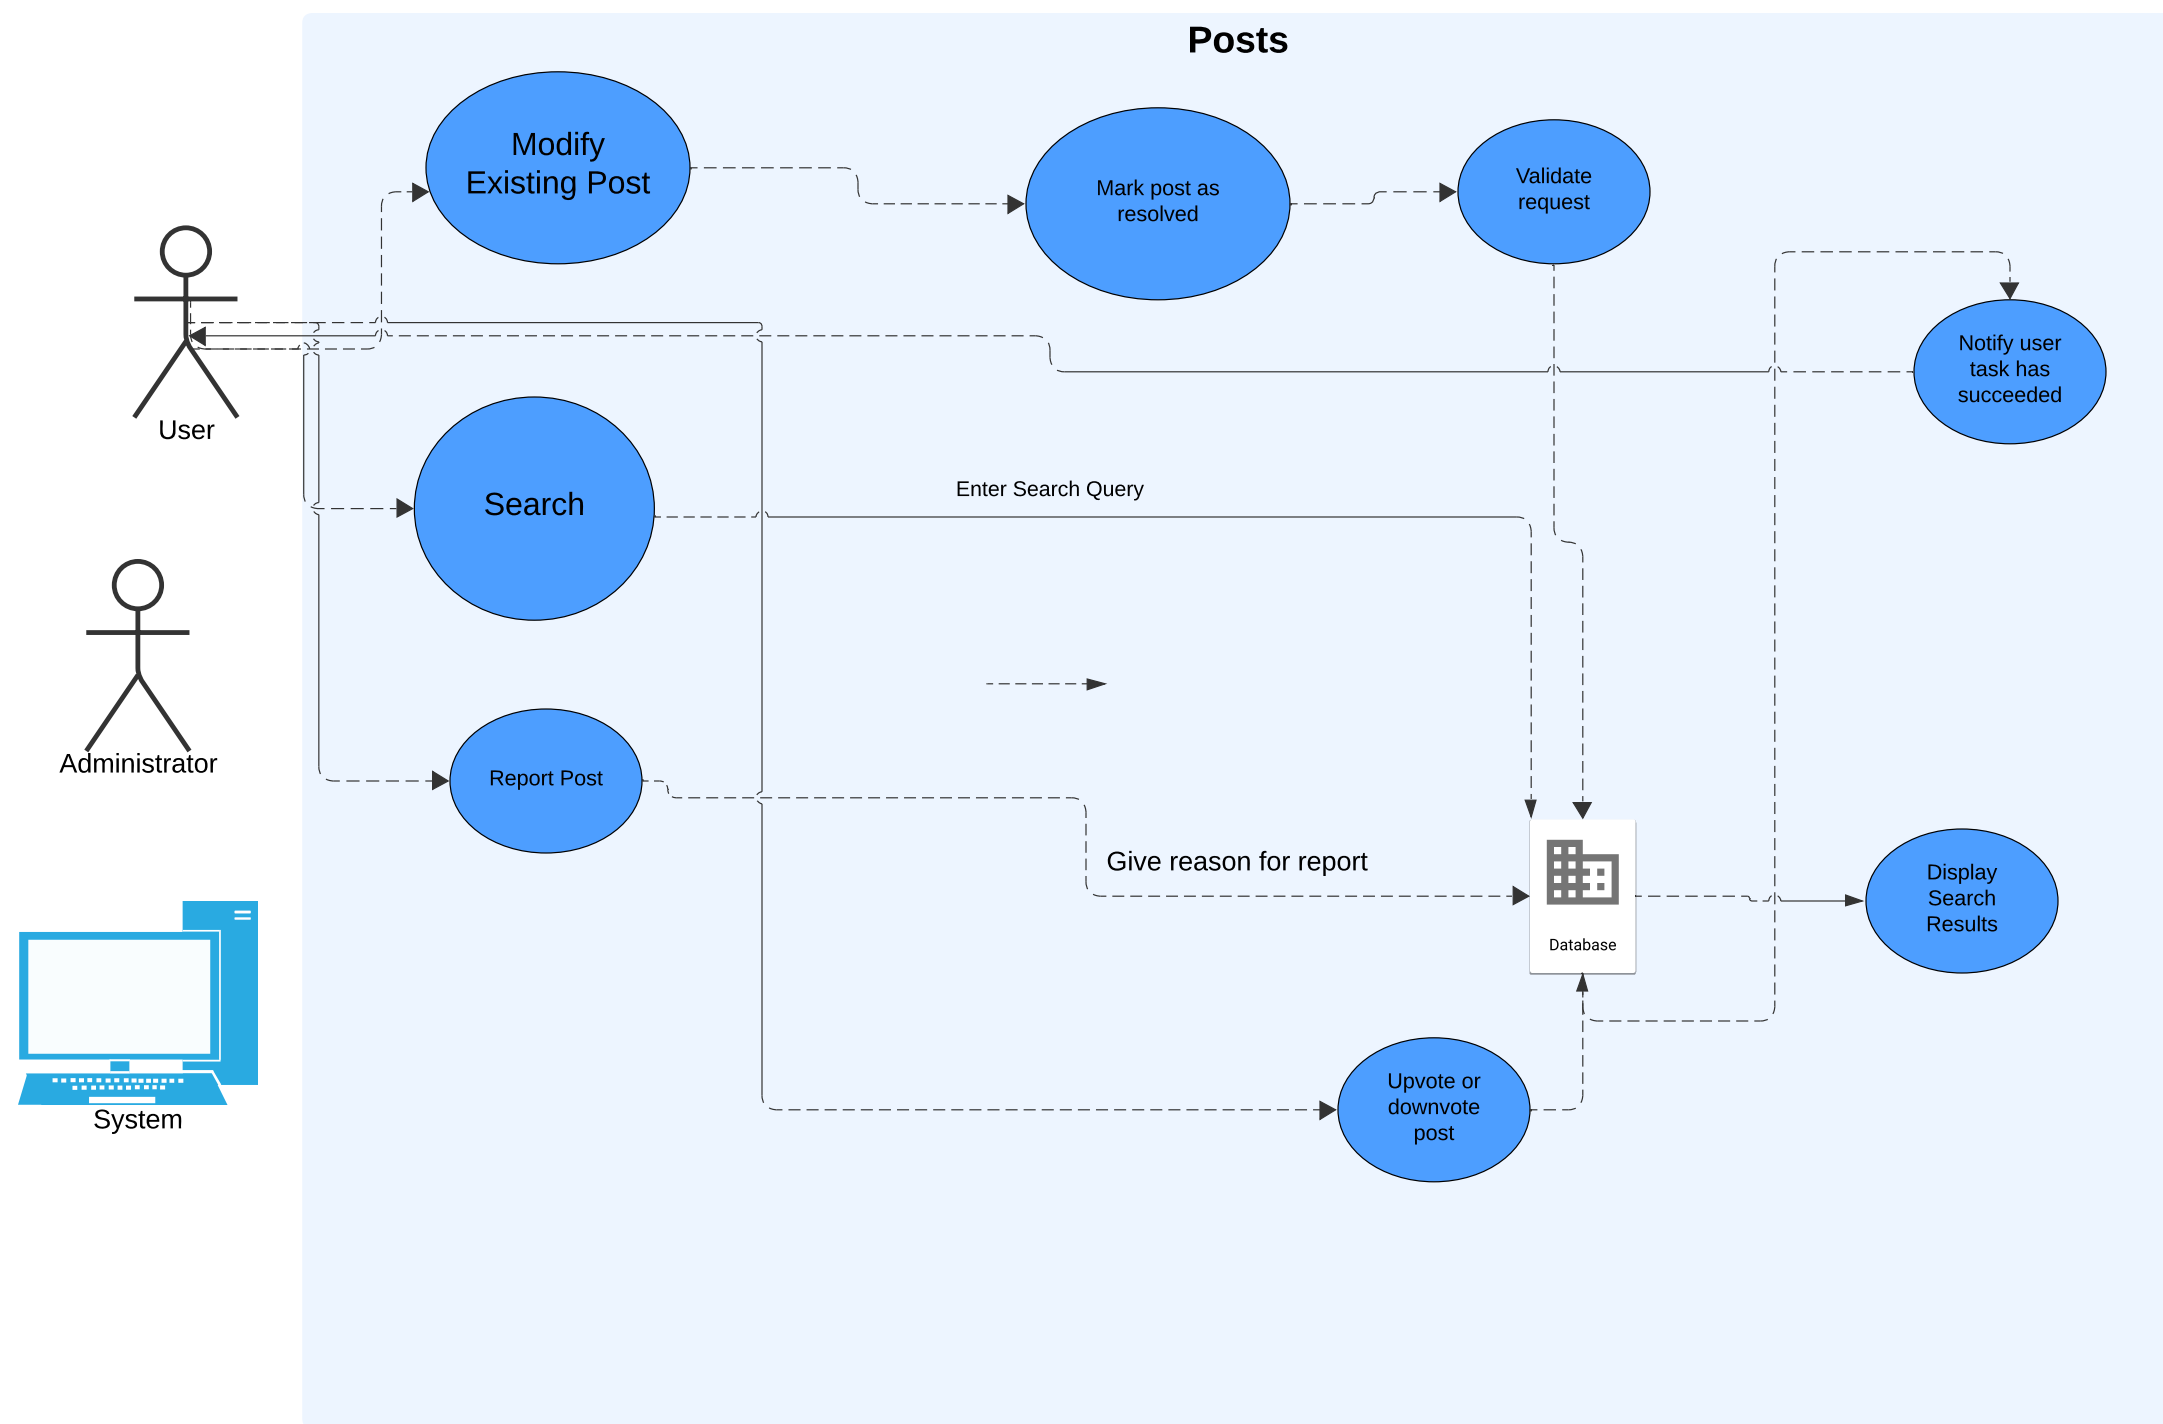 Posts
Modify
Existing Post
Mark post as
resolved
Validate
request
User
Notify user
task has
succeeded
Search
Enter Search Query
Administrator
Report Post
Give reason for report
Database
Display
Search
Results
System
Upvote or
downvote
post